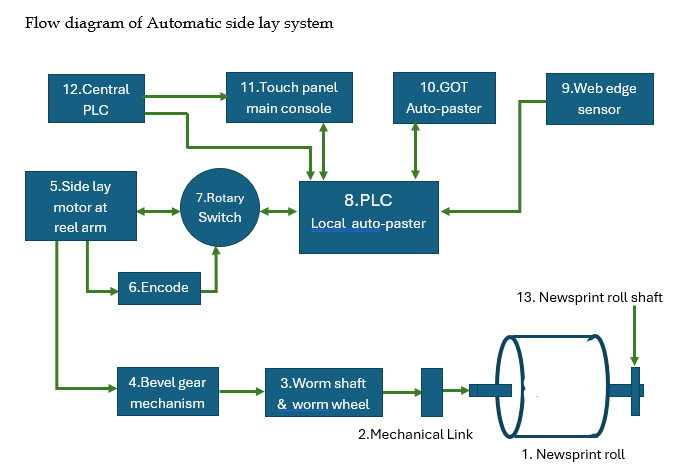 Flow diagram of Automatic side lay system
12.Central
PLC
11.Touch panel
main console
10.GOT
Auto-paster
9.Web edge
sensor
5.Side lay
motor at
reel arm
7.Rotary
Switch
8.PLC
Local auto-paster
6.Encode
13. Newsprint roll shaft
4.Bevel gear
mechanism
3.Worm shaft
& worm wheel
2.Mechanical Link
1. Newsprint roll